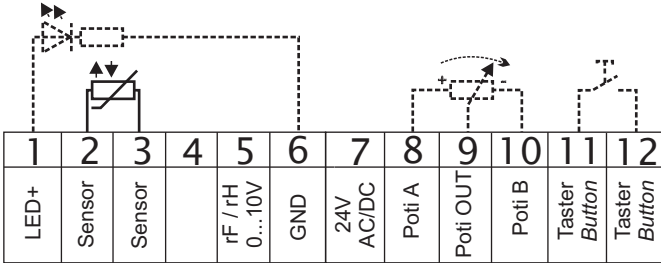 + -
1 2 3 4 5 6 7 8 9 10 11 12
LED+
Sensor
Sensor
rF / rH
0...10V
GND
24V
AC/DC
Poti A
Poti OUT
Poti B
Taster
Button
Taster
Button